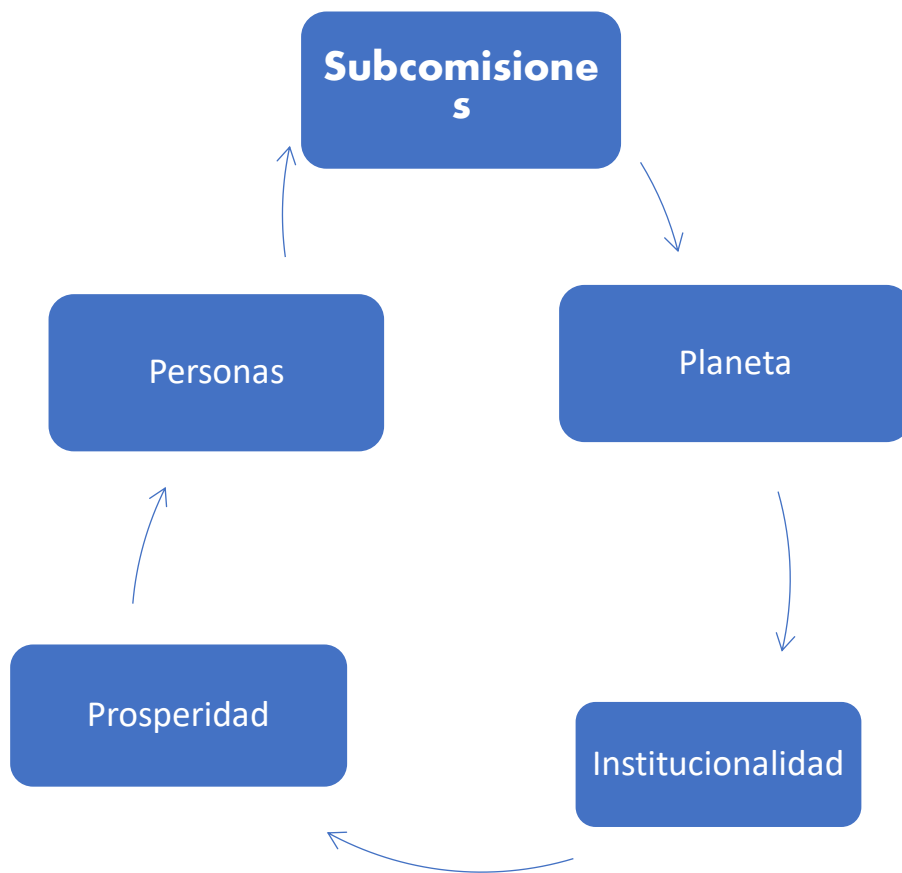 Subcomisione
s
Planeta
Personas
Prosperidad
Institucionalidad